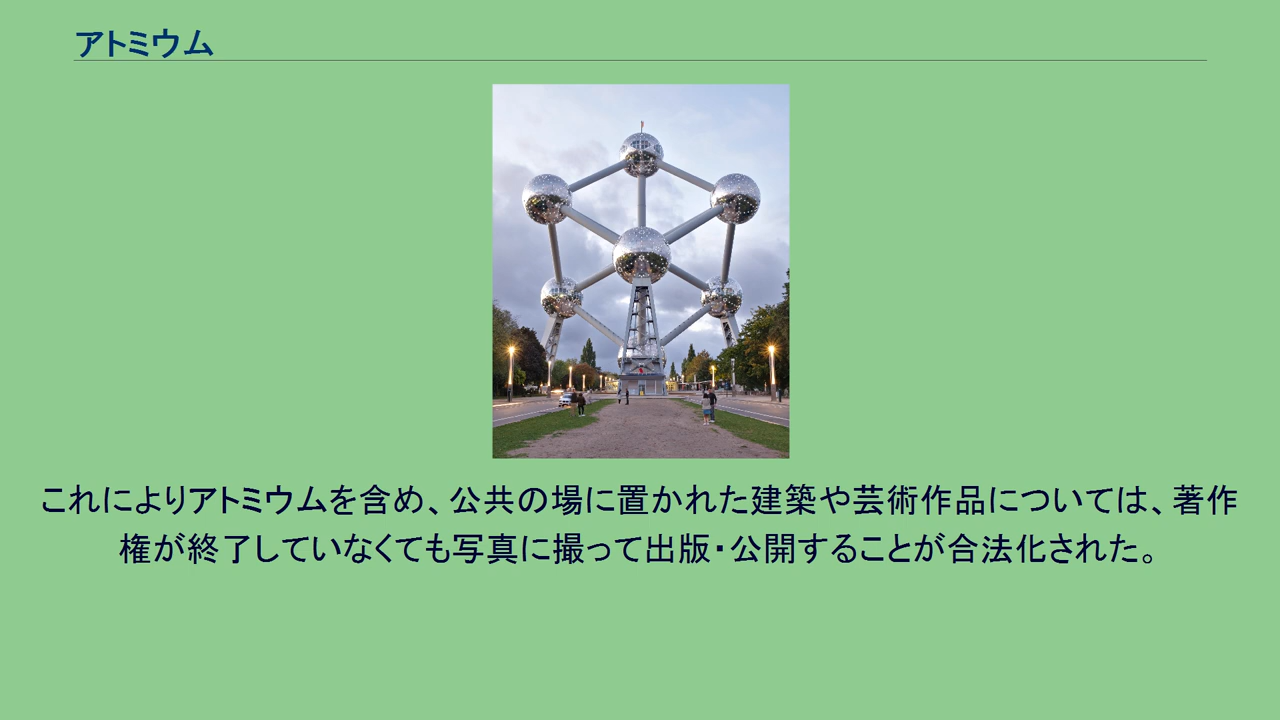 アトミウム
これによりアトミウムを含め、公共の場に置かれた建築や芸術作品については、著作
権が終了していなくても写真に撮って出版・公開することが合法化された。